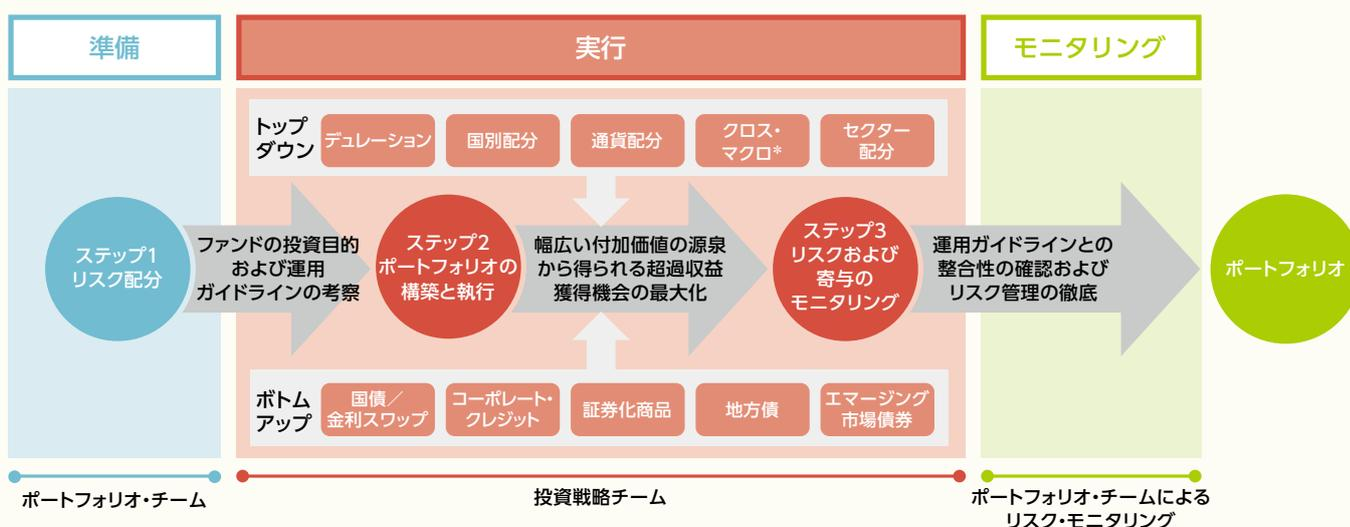 準備
実行
モニタリング
トップ
ダウン
デュレーション
国別配分
通貨配分
クロス・
マクロ*
セクター
配分
ステップ1
リスク配分
ファンドの投資目的
および運用
ガイドラインの考察
ステップ2
ポートフォリオの
構築と執行
幅広い付加価値の源泉
から得られる超過収益
獲得機会の最大化
ステップ3
リスクおよび
寄与の
モニタリング
運用ガイドラインとの
整合性の確認および
リスク管理の徹底
ポートフォリオ
ボトム
アップ
国債／
金利スワップ
コーポレート・
クレジット
証券化商品
地方債
エマージング
市場債券
ポートフォリオ・チーム
投資戦略チーム
ポートフォリオ・チームによる
リスク・モニタリング